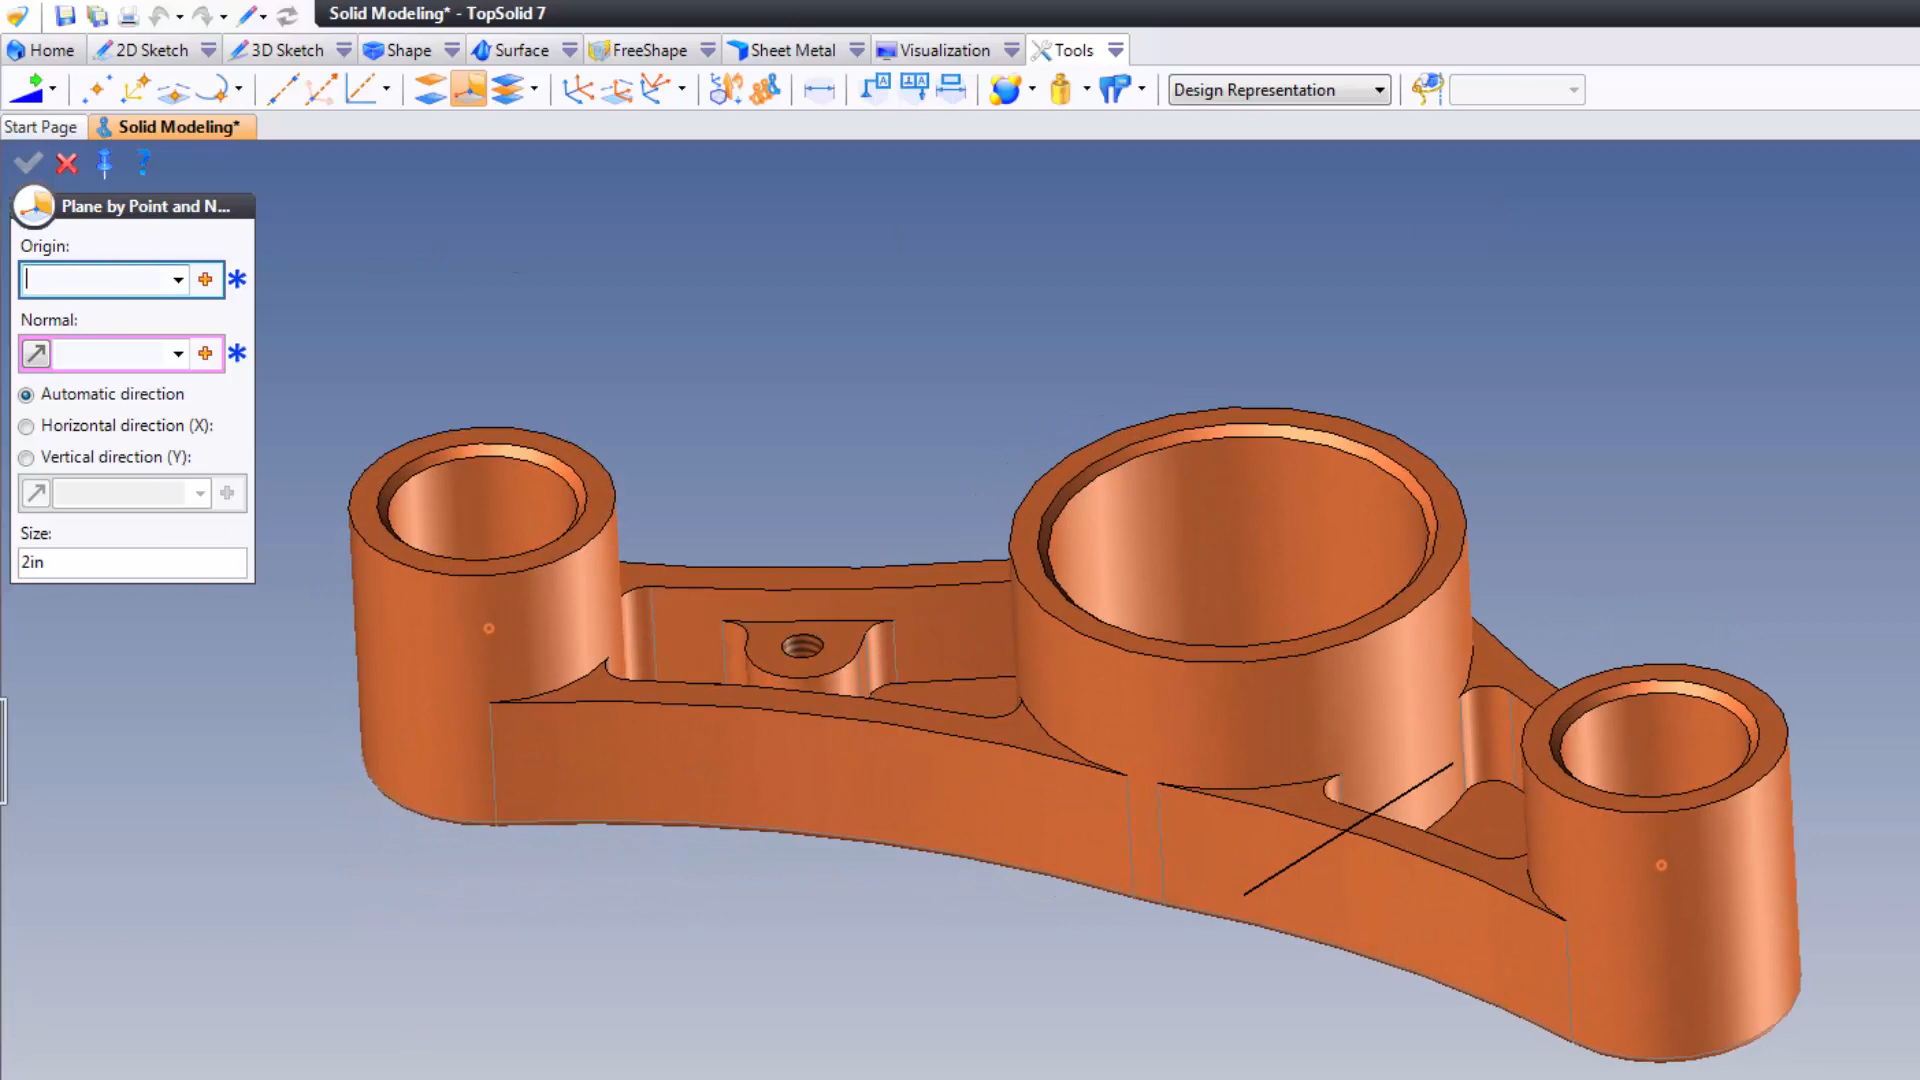 Solid Modeling* - TopSolid 7
Home 2D Sketch 3D Sketch Shape Surface FreeShape Sheet Metal Visualization Tools
Design Representation
Start Page Solid Modeling*
Plane by Point and N...
Origin:
Normal:
Automatic direction
Horizontal direction (X):
Vertical direction (Y):
Size:
2in